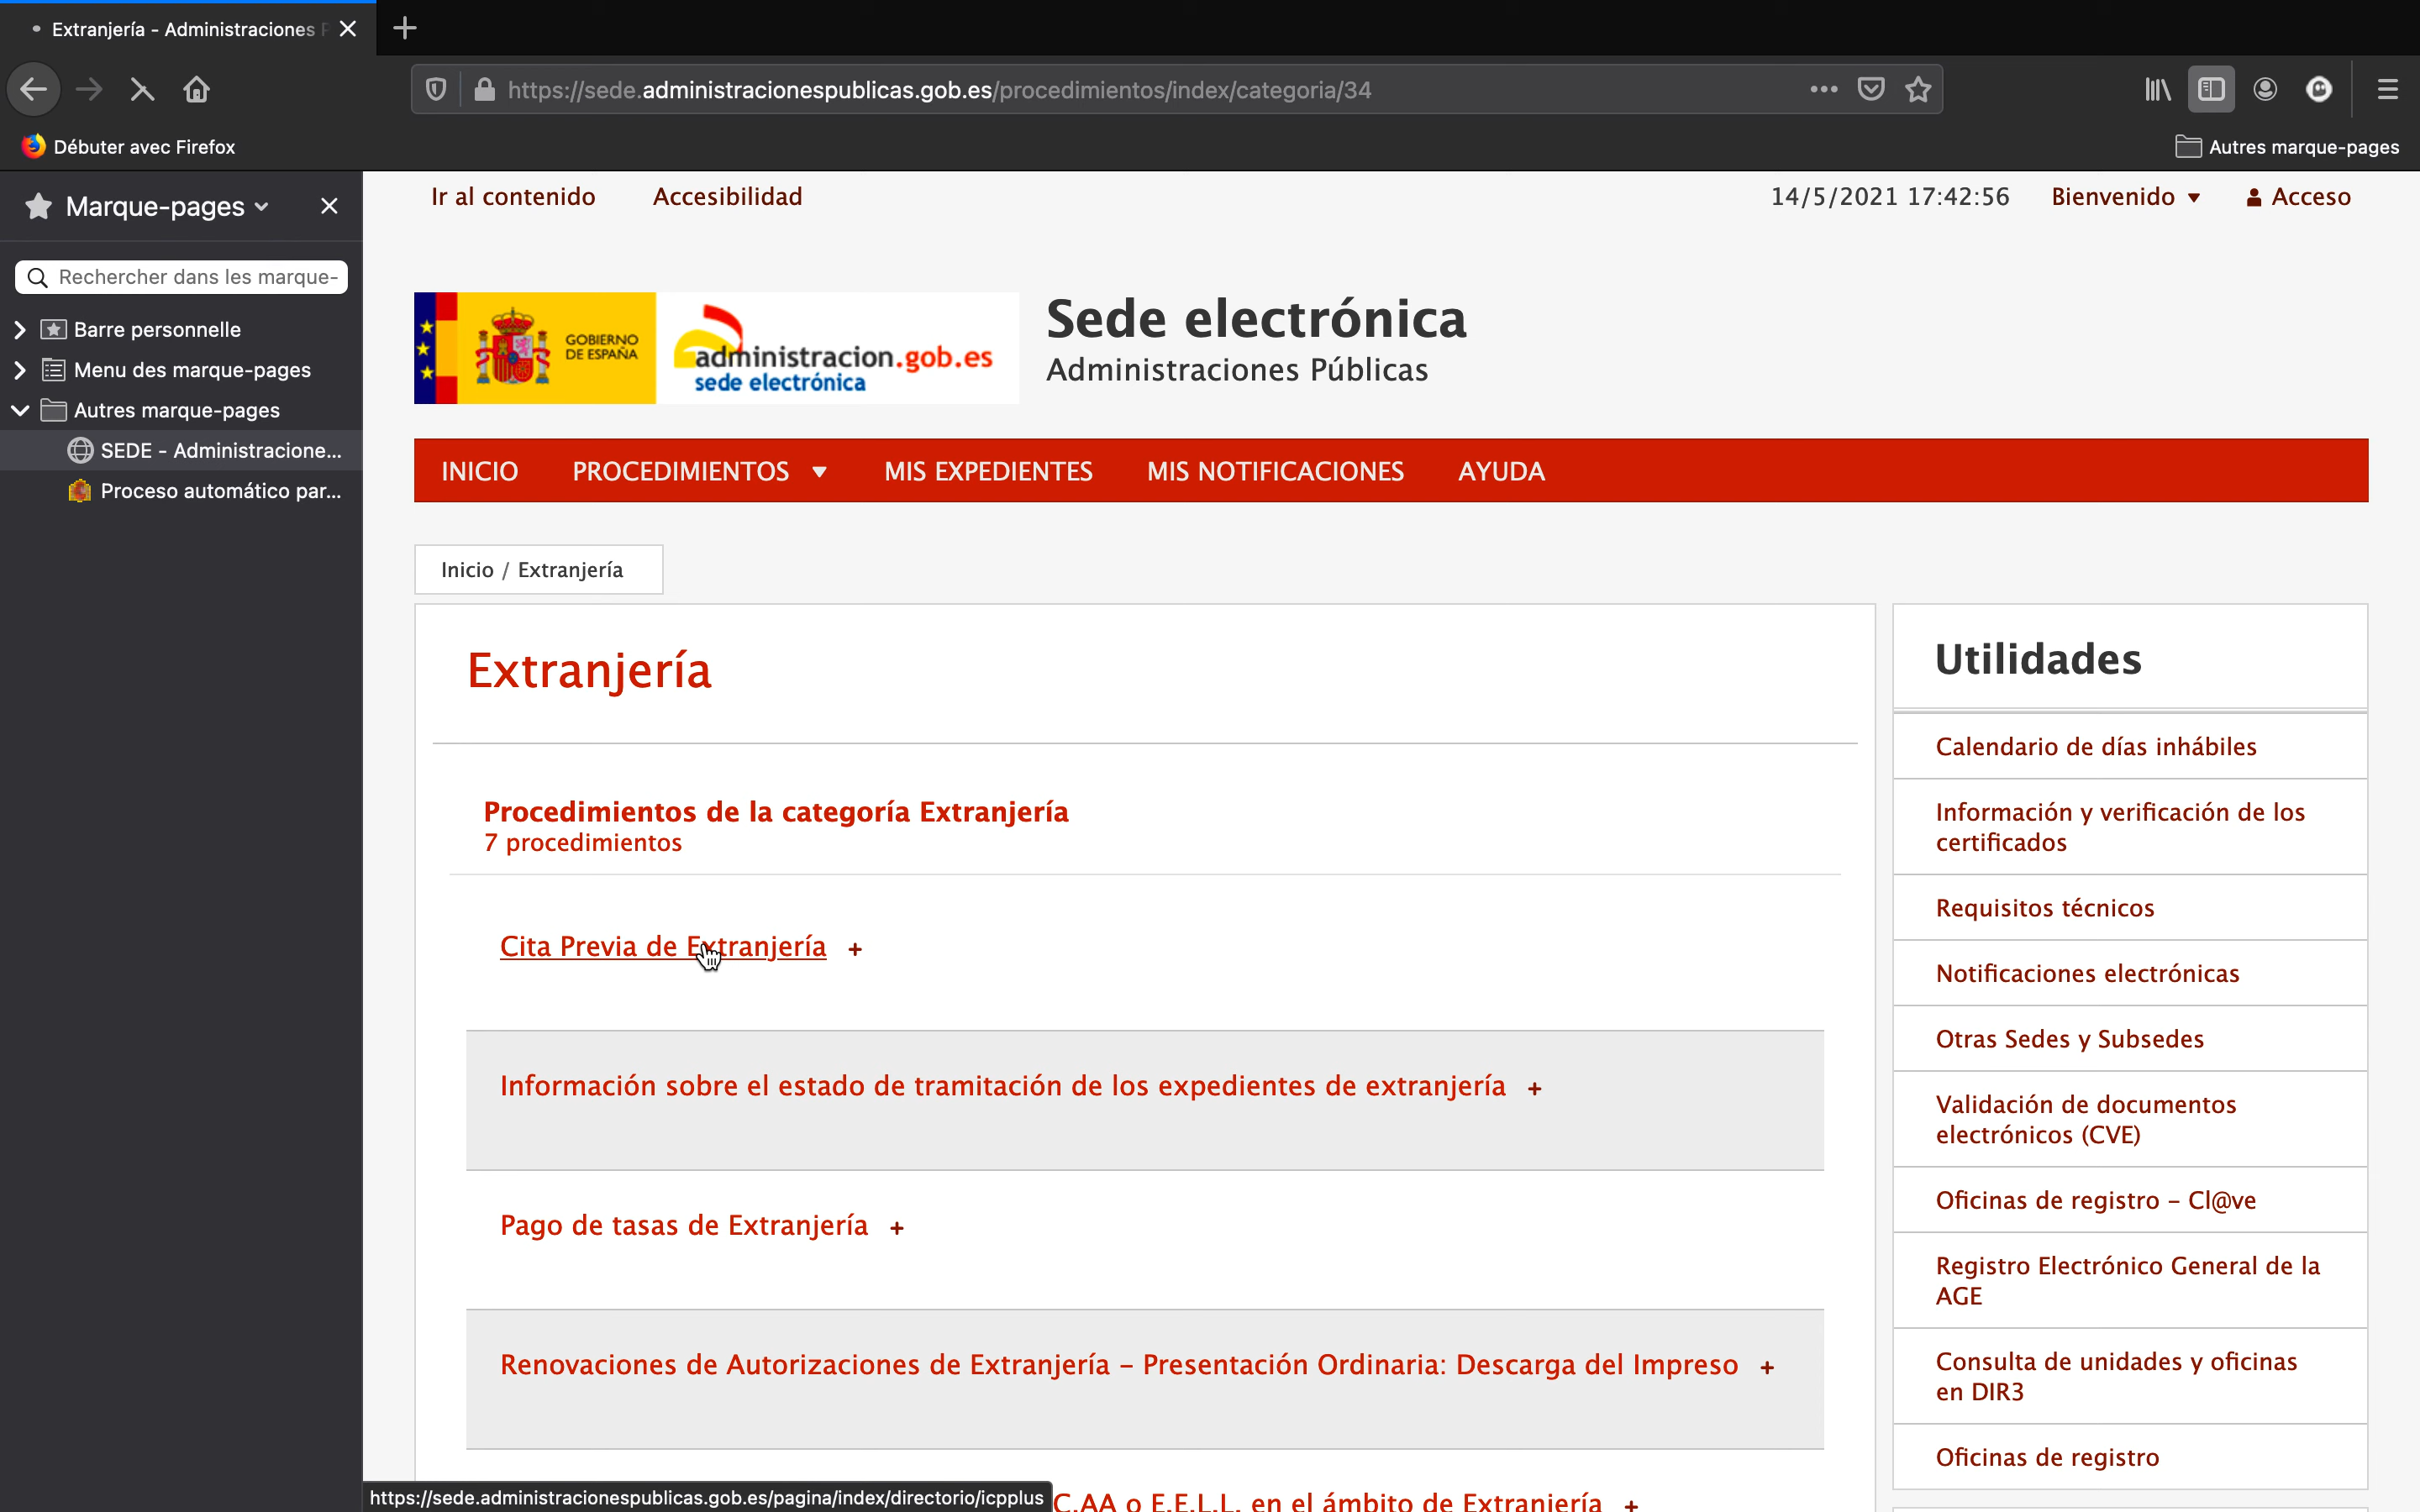 Extranjería - Administraciones P
https://sede.administracionespublicas.gob.es/procedimientos/index/categoria/34
Débuter avec Firefox
Autres marque-pages
Marque-pages
Rechercher dans les marque-
Barre personnelle
Menu des marque-pages
Autres marque-pages
SEDE - Administracione...
Proceso automático par...
Ir al contenido
Accesibilidad
14/5/2021 17:42:56
Bienvenido
Acceso
GOBIERNO
DE ESPAÑA
administracion.gob.es
sede electrónica
Sede electrónica
Administraciones Públicas
INICIO
PROCEDIMIENTOS
MIS EXPEDIENTES
MIS NOTIFICACIONES
AYUDA
Inicio / Extranjería
Extranjería
Procedimientos de la categoría Extranjería
7 procedimientos
Cita Previa de Extranjería +
Información sobre el estado de tramitación de los expedientes de extranjería +
Pago de tasas de Extranjería +
Renovaciones de Autorizaciones de Extranjería – Presentación Ordinaria: Descarga del Impreso +
C.AA o E.E.L.L. en el ámbito de Extranjería +
Utilidades
Calendario de días inhábiles
Información y verificación de los
certificados
Requisitos técnicos
Notificaciones electrónicas
Otras Sedes y Subsedes
Validación de documentos
electrónicos (CVE)
Oficinas de registro – Cl@ve
Registro Electrónico General de la
AGE
Consulta de unidades y oficinas
en DIR3
Oficinas de registro
https://sede.administracionespublicas.gob.es/pagina/index/directorio/icpplus